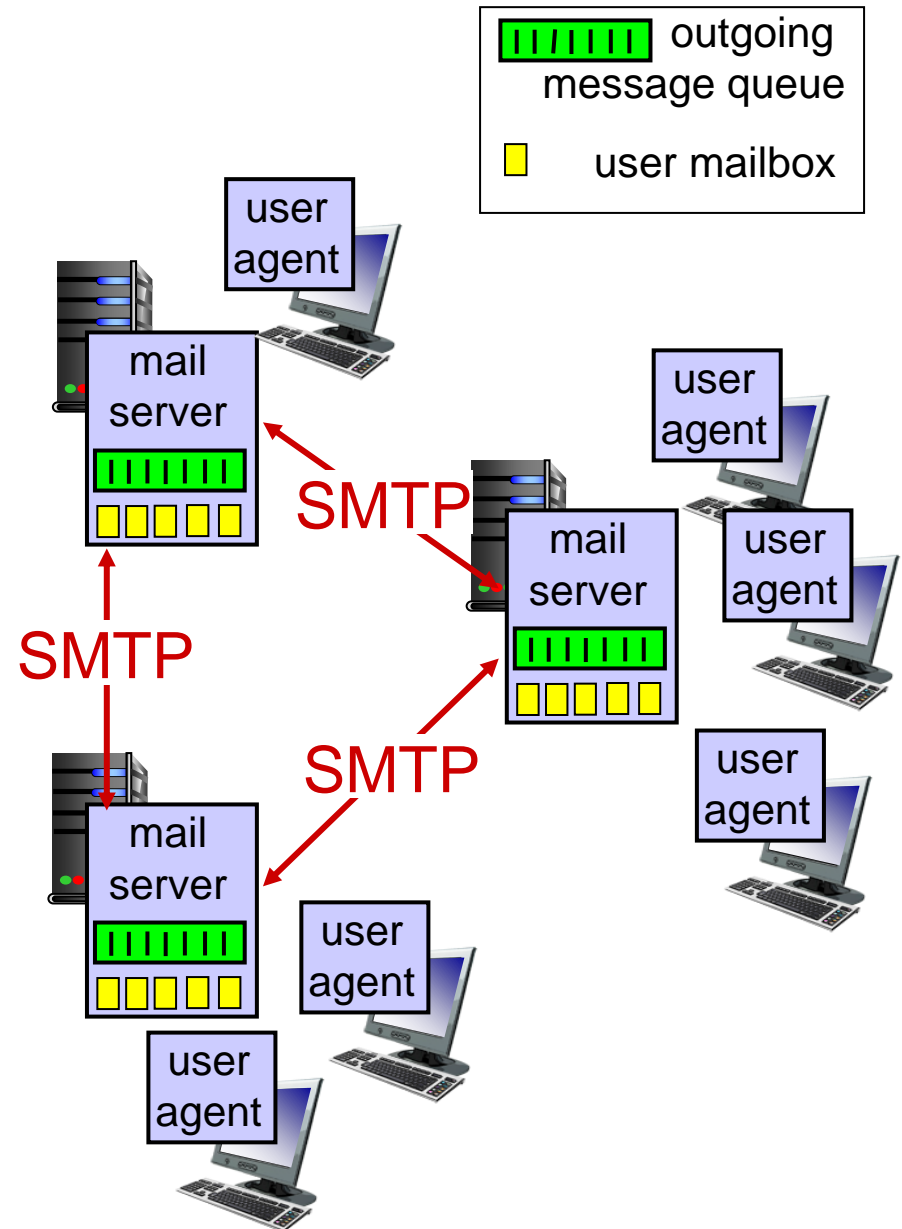 outgoing
message queue
user mailbox
user
agent
mail
server
SMTP
user
agent
mail
server
user
agent
SMTP
SMTP
user
agent
mail
server
user
agent
user
agent